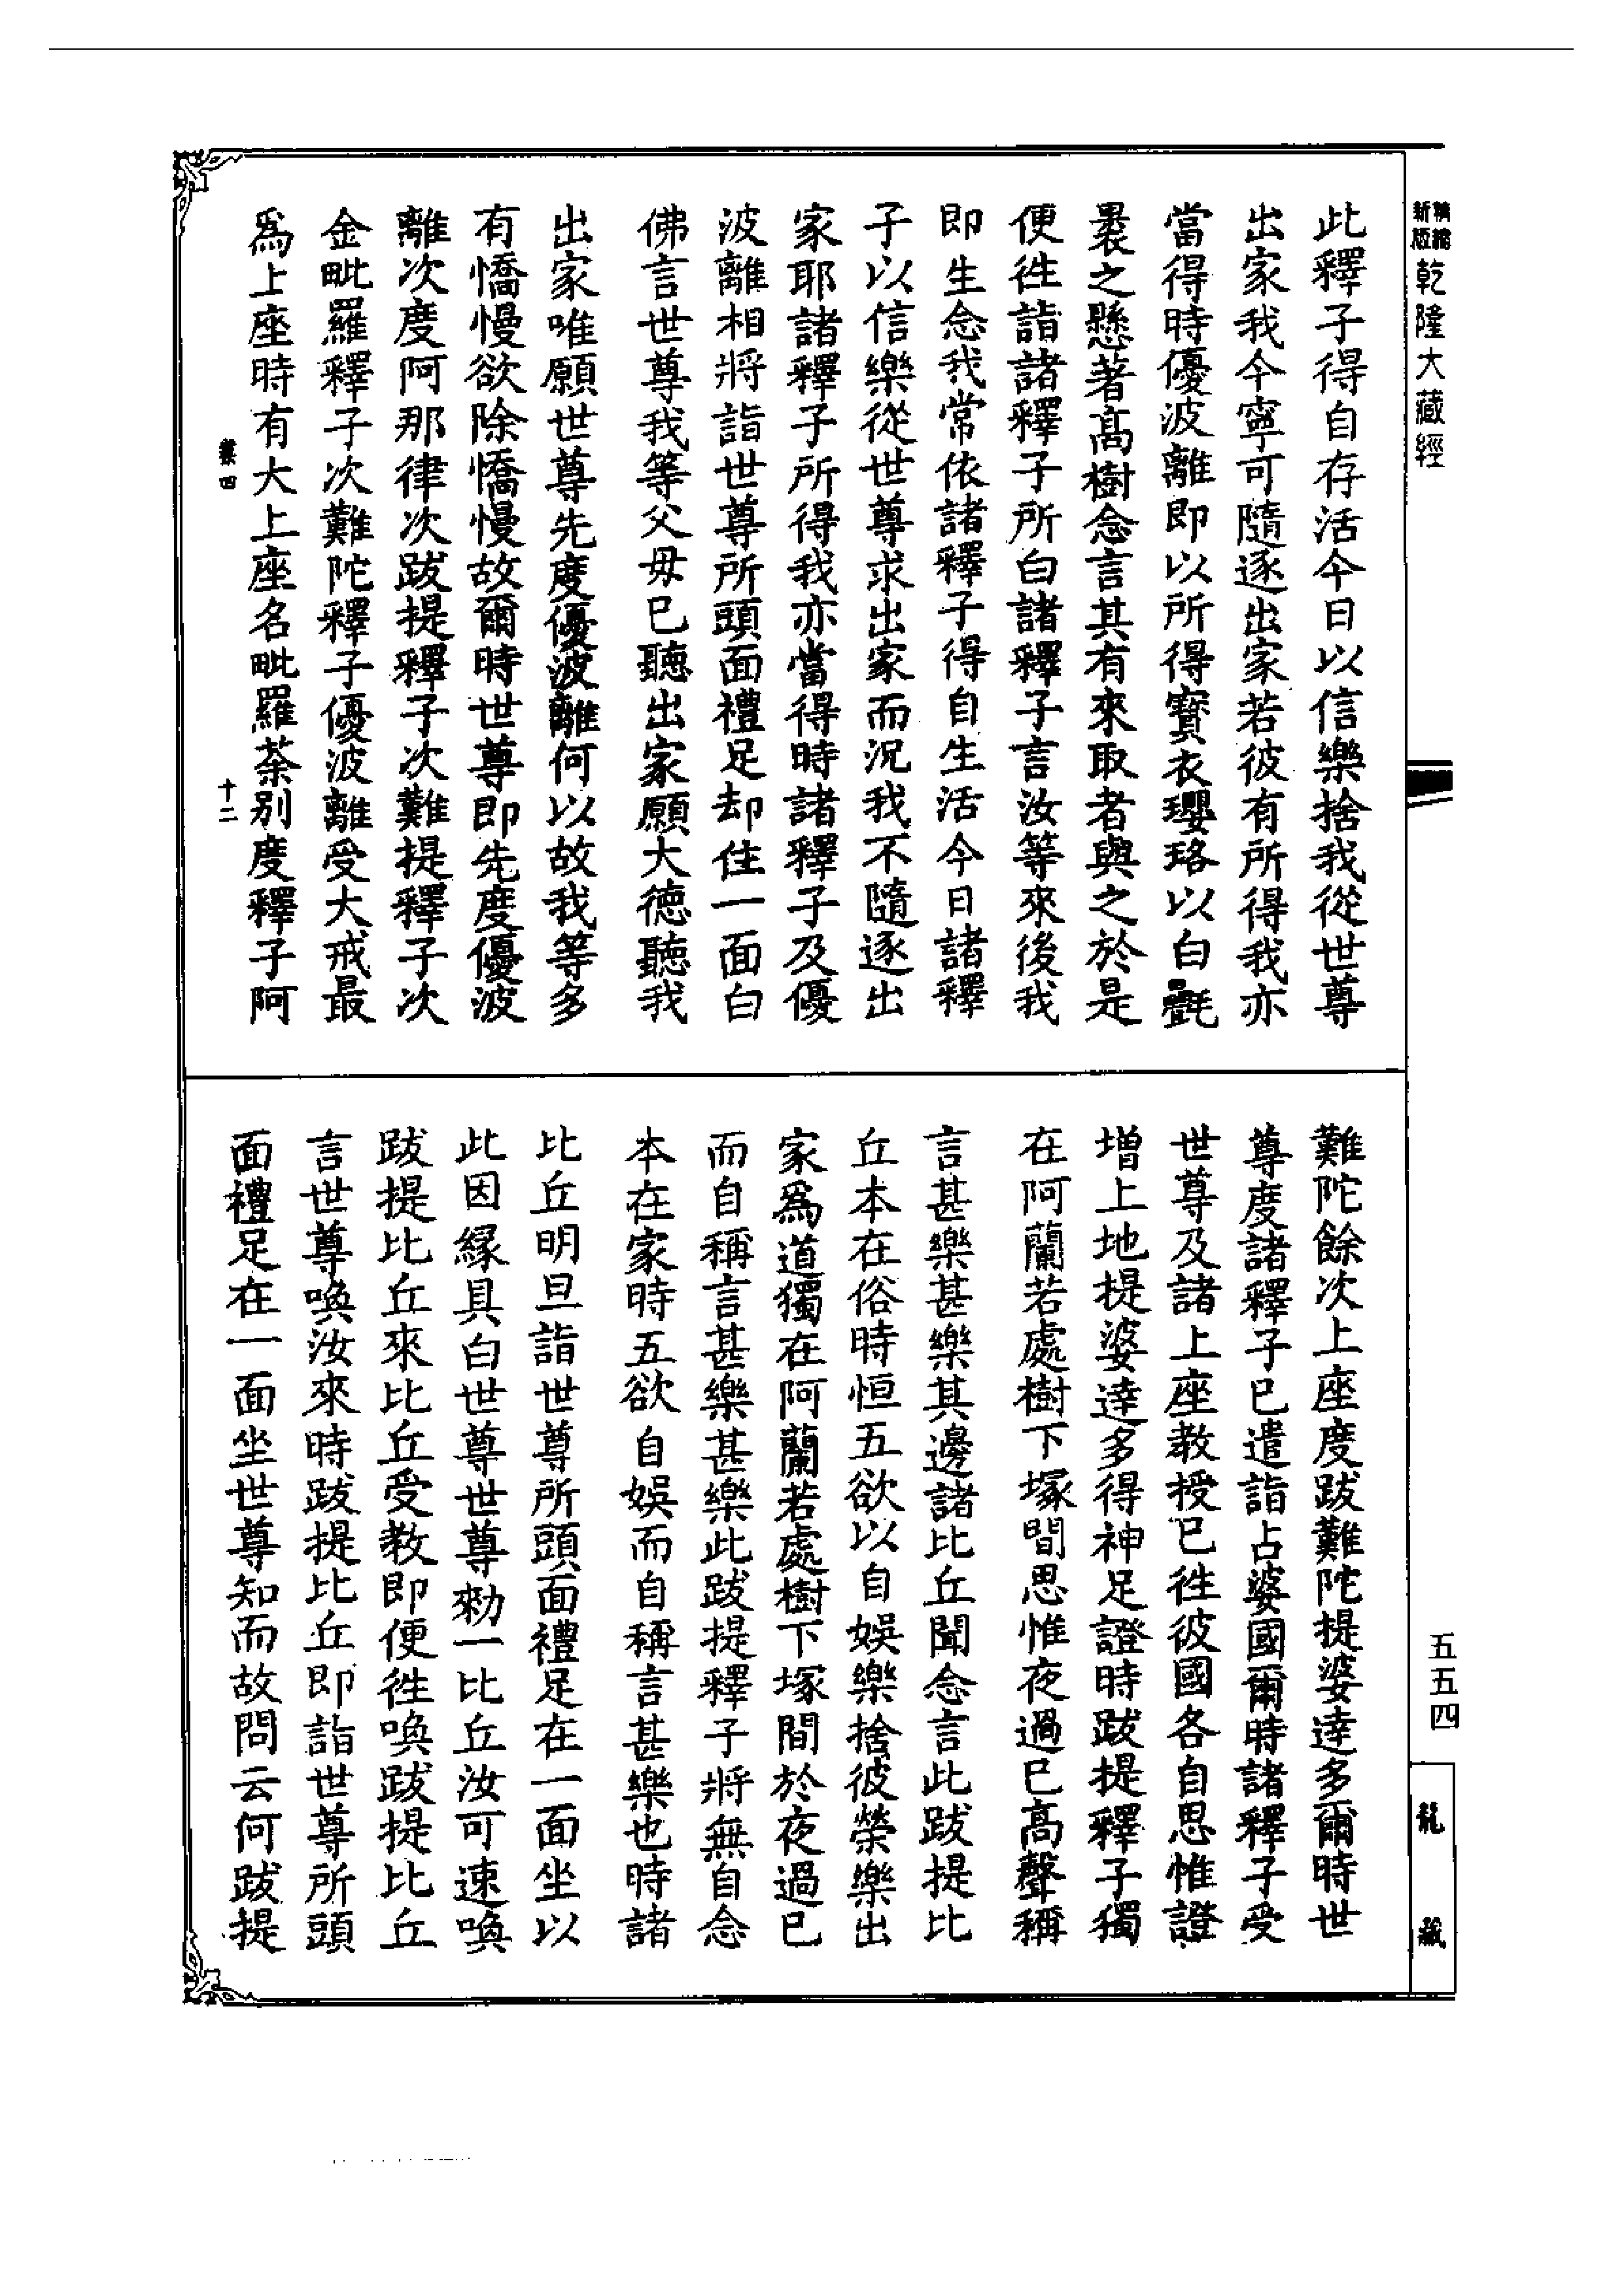 精縮新版乾隆大藏經
此釋子得自存活今日以信樂捨我從世尊
出家我今寧可隨逐出家若彼有所得我亦
當得時優波離即以所得寶衣瓔珞以白㲲
裹之懸著高樹念言其有來取者與之於是
便徃詣諸釋子所白諸釋子言汝等來後我
即生念我常依諸釋子得自生活今日諸釋
子以信樂從世尊求出家而況我不隨逐出
家耶諸釋子所得我亦當得時諸釋子及優
波離相將詣世尊所頭面禮足却住一面白
佛言世尊我等父母已聽出家願大德聽我
出家唯願世尊先度優波離何以故我等多
有憍慢欲除憍慢故爾時世尊即先度優波
離次度阿那律次跋提釋子次難提釋子次
金毗羅釋子次難陀釋子優波離受大戒最
爲上座時有大上座名毗羅荼別度釋子阿
業四 十二
難陀餘次上座度跋難陀提婆達多爾時世
尊度諸釋子已遣詣占婆國爾時諸釋子受
世尊及諸上座教授已徃彼國各自思惟證
增上地提婆達多得神足證時跋提釋子獨
在阿蘭若處樹下塚間思惟夜過已高聲稱
言甚樂甚樂其邊諸比丘聞念言此跋提比
丘本在俗時恒五欲以自娛樂捨彼榮樂出
家爲道獨在阿蘭若處樹下塚間於夜過已
而自稱言甚樂甚樂此跋提釋子將無自念
本在家時五欲自娛而自稱言甚樂也時諸
比丘明旦詣世尊所頭面禮足在一面坐以
此因緣具白世尊世尊勑一比丘汝可速喚
跋提比丘來比丘受教即便徃喚跋提比丘
言世尊喚汝來時跋提比丘即詣世尊所頭
面禮足在一面坐世尊知而故問云何跋提
五五四
龍藏